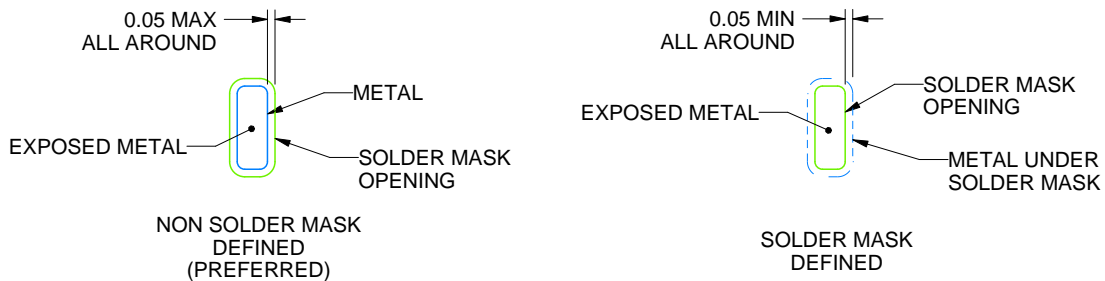 0.05 MAX
ALL AROUND
METAL
EXPOSED METAL
SOLDER MASK
OPENING
NON SOLDER MASK
DEFINED
(PREFERRED)
0.05 MIN
ALL AROUND
SOLDER MASK
OPENING
EXPOSED METAL
METAL UNDER
SOLDER MASK
SOLDER MASK
DEFINED